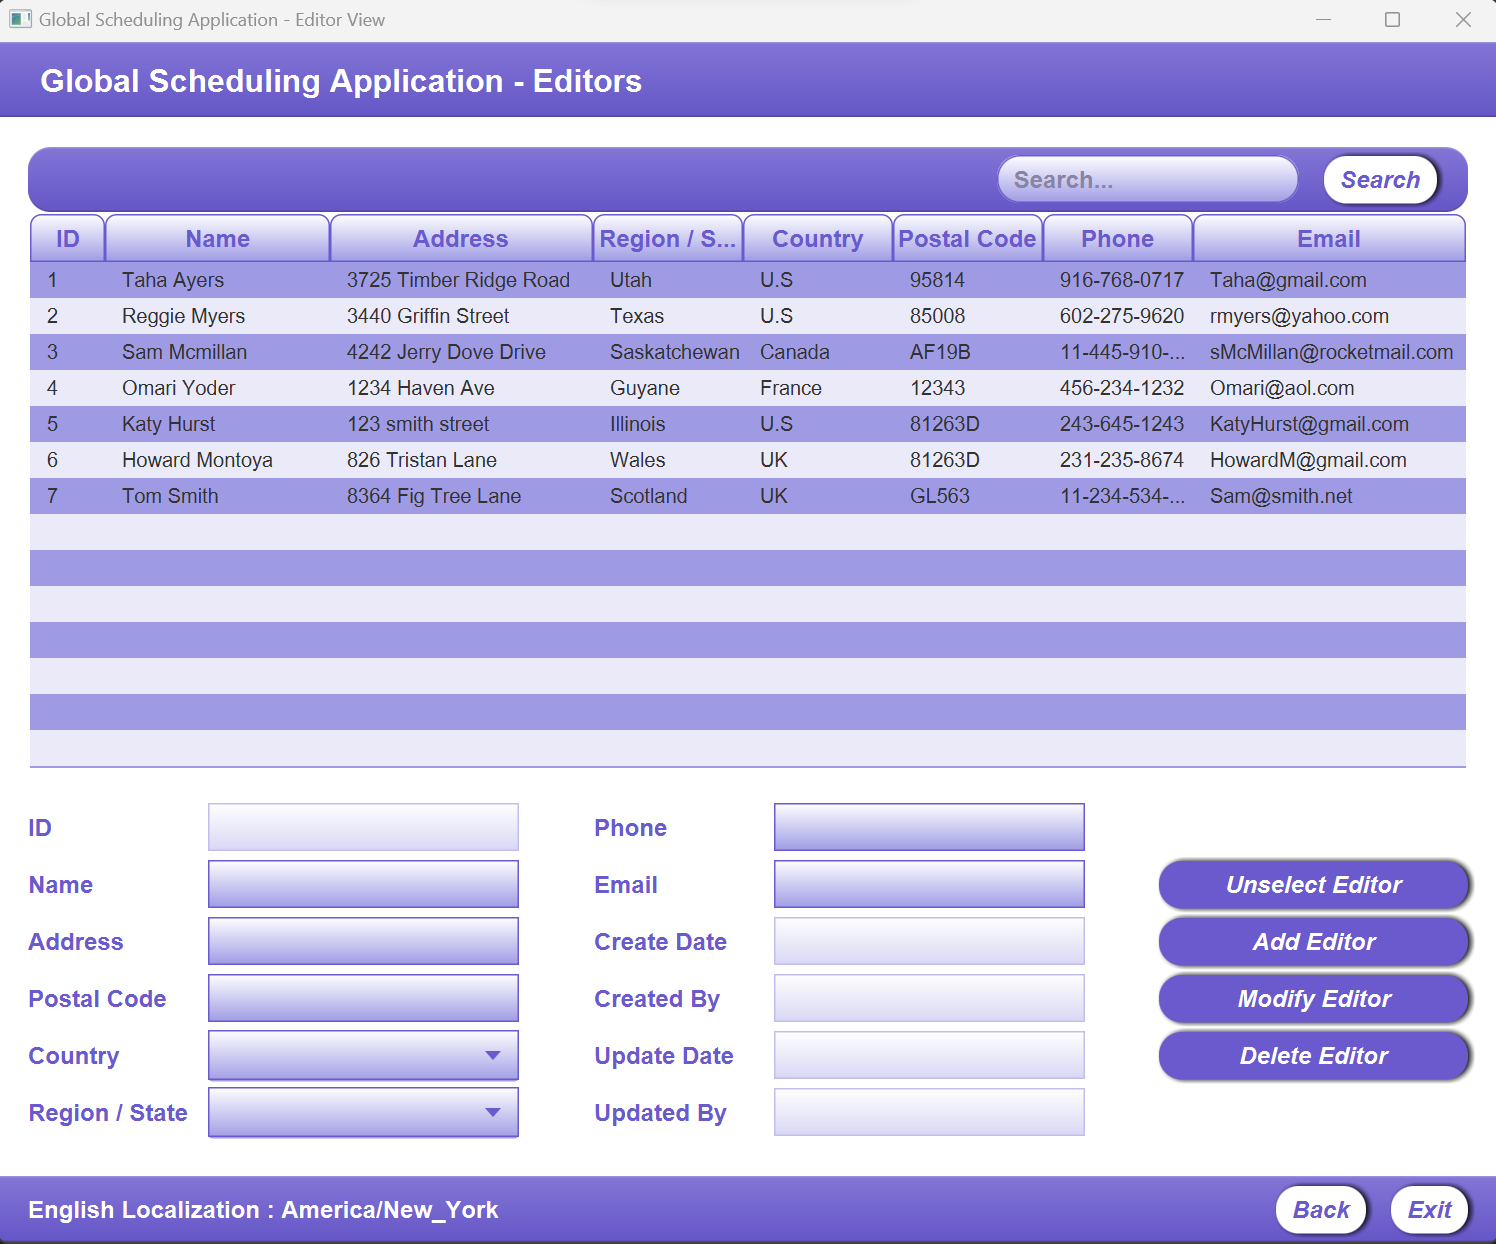 Global Scheduling Application - Editor View
Global Scheduling Application - Editors
Search... Search
ID Name Address Region / S... Country Postal Code Phone Email
1 Taha Ayers 3725 Timber Ridge Road Utah U.S 95814 916-768-0717 Taha@gmail.com
2 Reggie Myers 3440 Griffin Street Texas U.S 85008 602-275-9620 rmyers@yahoo.com
3 Sam Mcmillan 4242 Jerry Dove Drive Saskatchewan Canada AF19B 11-445-910-... sMcMillan@rocketmail.com
4 Omari Yoder 1234 Haven Ave Guyane France 12343 456-234-1232 Omari@aol.com
5 Katy Hurst 123 smith street Illinois U.S 81263D 243-645-1243 KatyHurst@gmail.com
6 Howard Montoya 826 Tristan Lane Wales UK 81263D 231-235-8674 HowardM@gmail.com
7 Tom Smith 8364 Fig Tree Lane Scotland UK GL563 11-234-534-... Sam@smith.net
ID Phone
Name Email Unselect Editor
Address Create Date Add Editor
Postal Code Created By Modify Editor
Country Update Date Delete Editor
Region / State Updated By
English Localization : America/New_York Back Exit